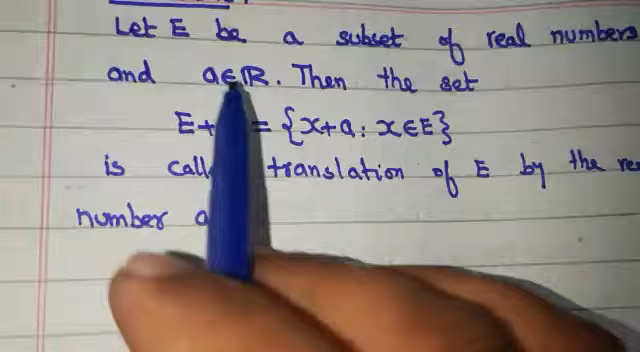 Let E be a subset of real numbers
and a∈ℝ. Then the set
E+ = {x+a : x∈E}
is call translation of E by the re
number a